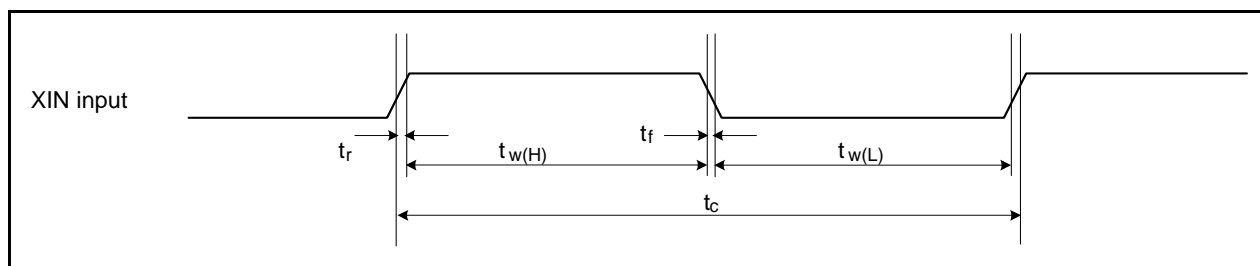 XIN input
tr
tw(H)
tf
tw(L)
tc